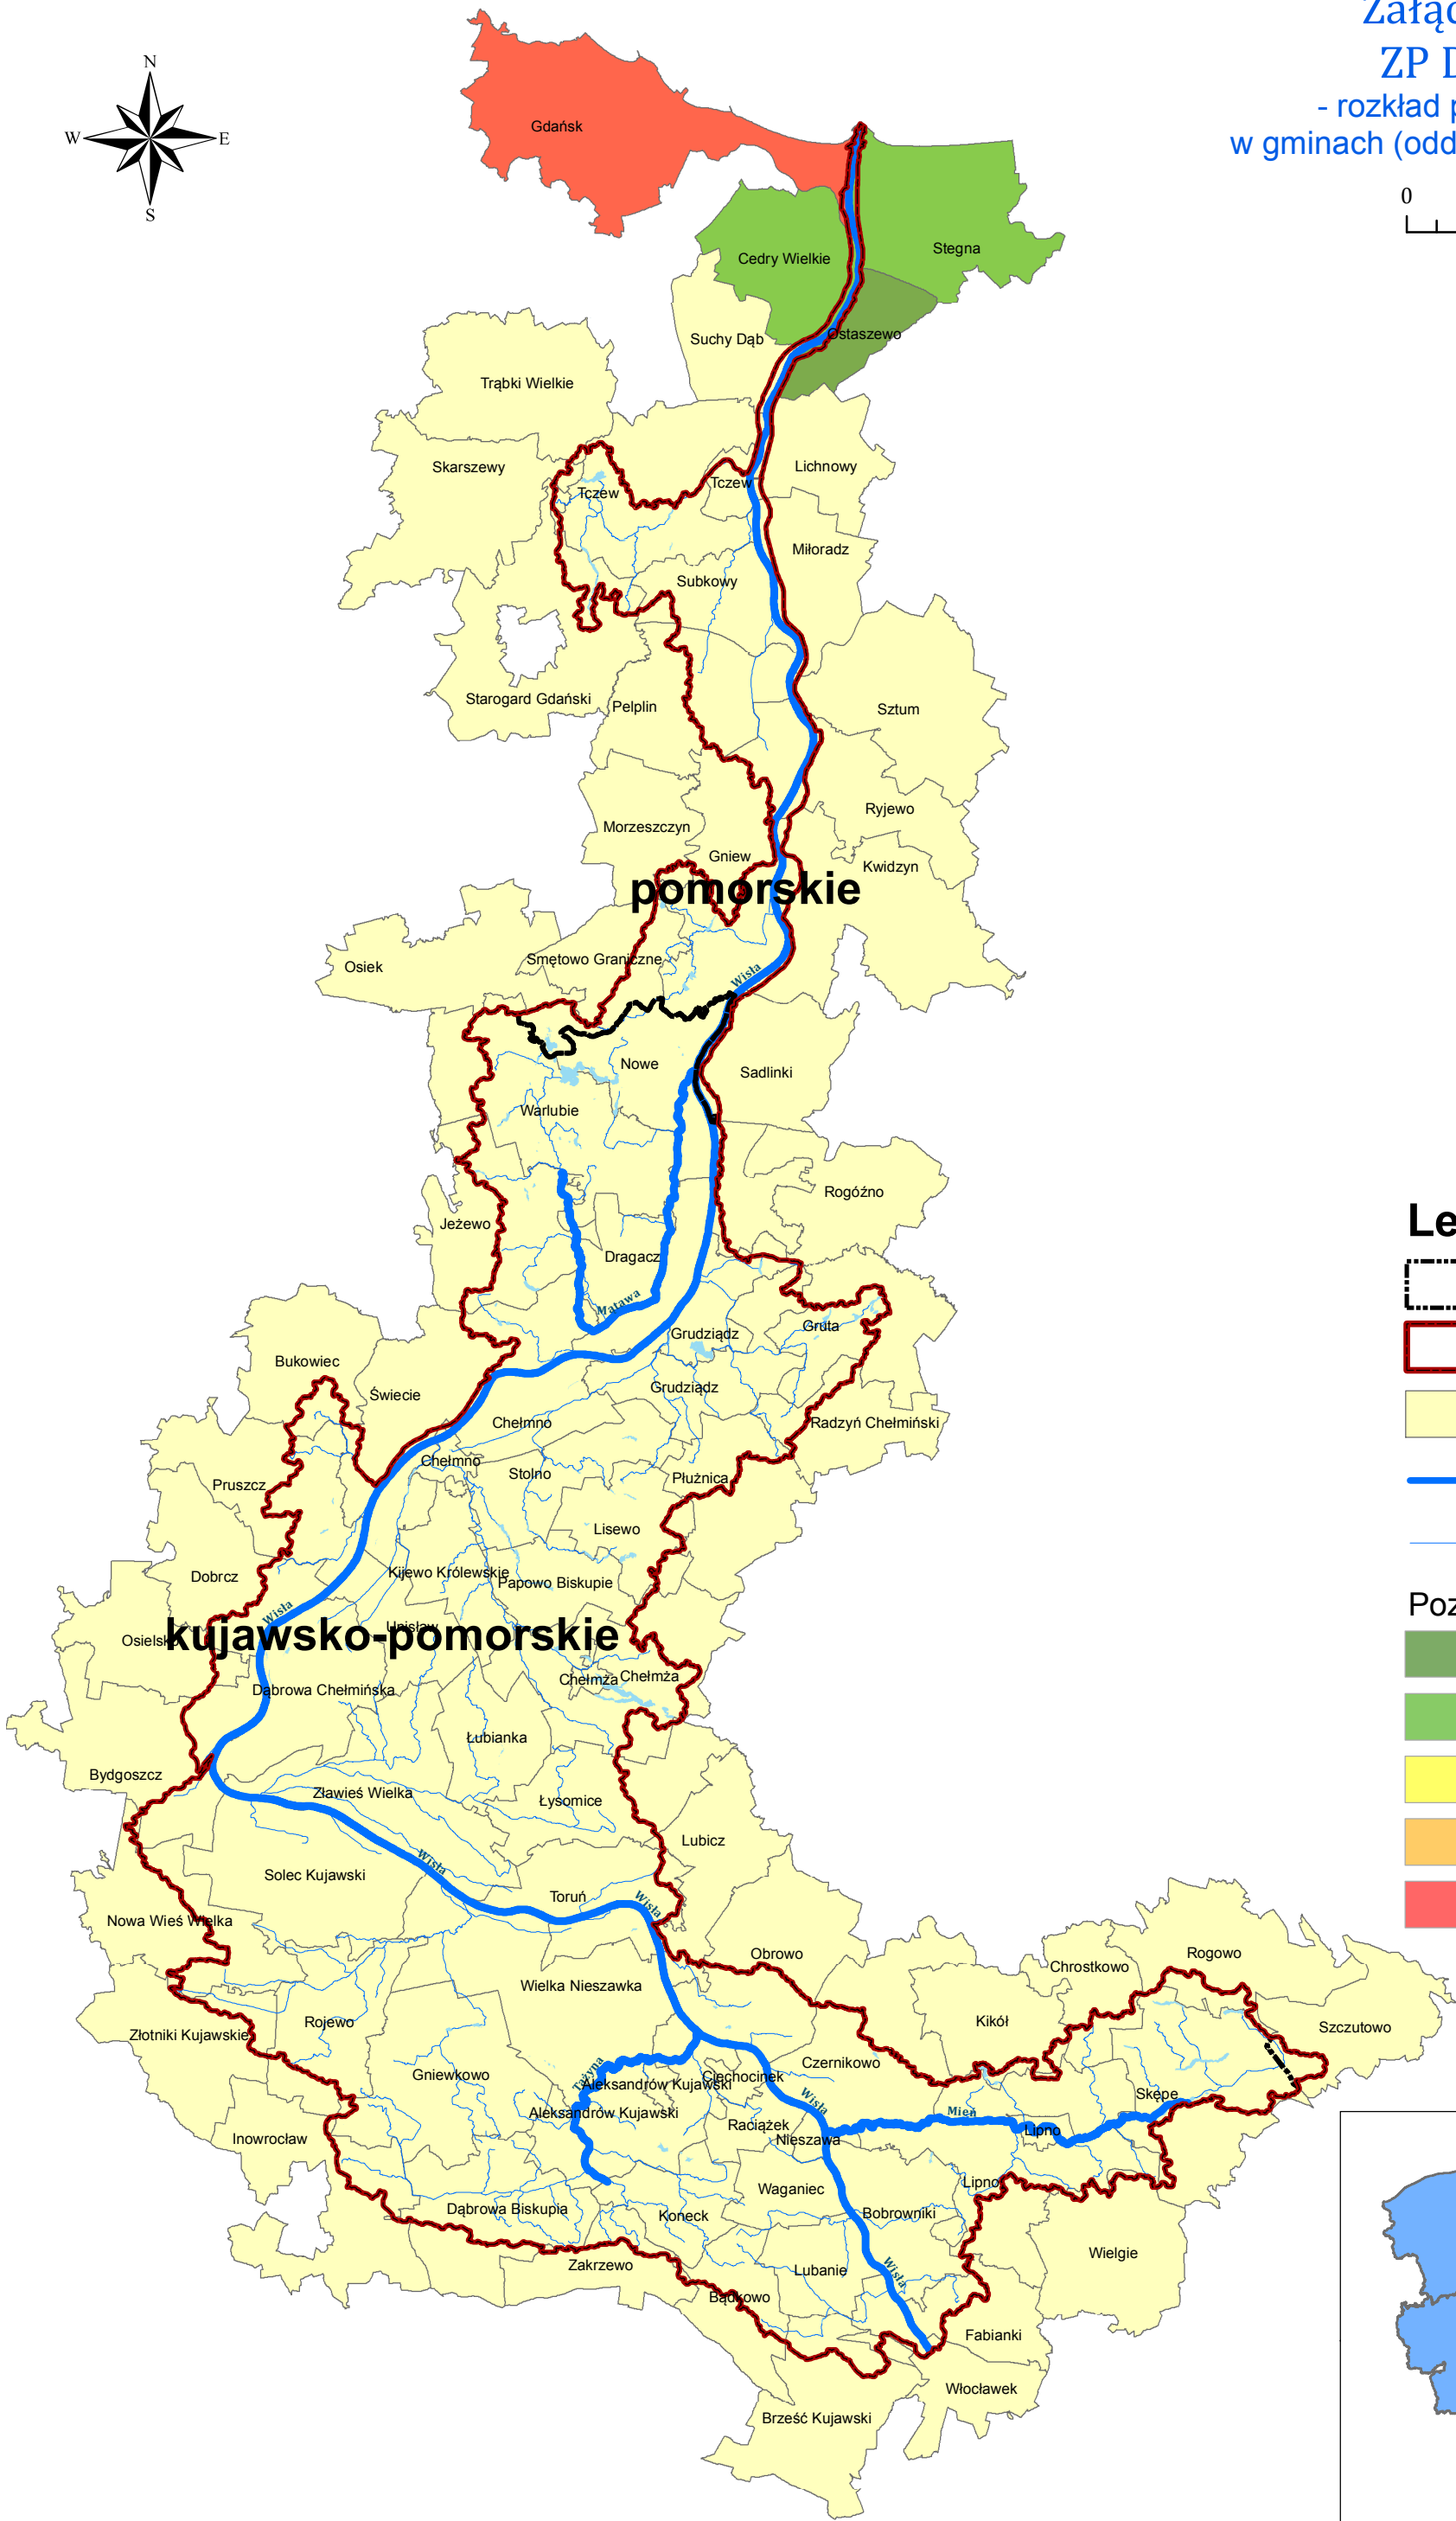 Załąc
ZP D
- rozkład p
w gminach (odd
0
N
W E
S
Gdańsk
Cedry Wielkie
Stegna
Suchy Dąb
Ostaszewo
Trąbki Wielkie
Skarszewy
Lichnowy
Tczew
Tczew
Miłoradz
Subkowy
Starogard Gdański
Pelplin
Sztum
Ryjewo
Morzeszczyn
Gniew
Kwidzyn
pomorskie
Osiek
Smętowo Graniczne
Wisła
Nowe
Sadlinki
Warlubie
Rogóźno
Jeżewo
Dragacz
Matawa
Grudziądz
Gruta
Bukowiec
Świecie
Grudziądz
Chełmno
Radzyń Chełmiński
Chełmno
Stolno
Płużnica
Pruszcz
Lisewo
Dobrcz
Kijewo Królewskie
Papowo Biskupie
Wisła
Unisław
Osielsko
kujawsko-pomorskie
Chełmża
Chełmża
Dąbrowa Chełmińska
Łubianka
Bydgoszcz
Zławieś Wielka
Łysomice
Lubicz
Wisła
Solec Kujawski
Toruń
Wisła
Nowa Wieś Wielka
Obrowo
Rogowo
Chrostkowo
Wielka Nieszawka
Kikół
Rojewo
Złotniki Kujawskie
Szczutowo
Czernikowo
Gniewkowo
Tążyna
Ciechocinek
Aleksandrów Kujawski
Skępe
Wisła
Mień
Aleksandrów Kujawski
Raciążek
Lipno
Nieszawa
Inowrocław
Lipno
Waganiec
Dąbrowa Biskupia
Koneck
Bobrowniki
Wielgie
Zakrzewo
Lubanie
Wisła
Bądkowo
Fabianki
Włocławek
Brześć Kujawski
Le
Poz